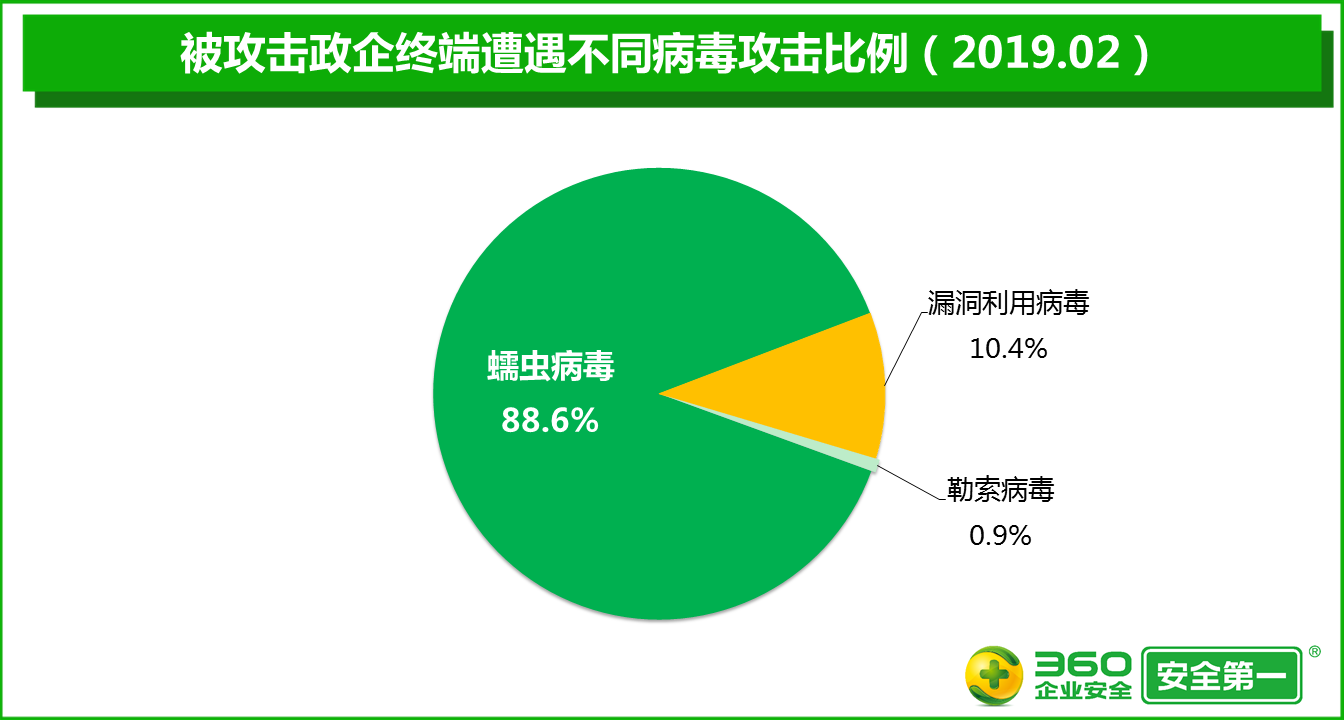 被攻击政企终端遭遇不同病毒攻击比例（2019.02）
漏洞利用病毒
10.4%
蠕虫病毒
88.6%
勒索病毒
0.9%
360
企业安全
安全第一
®